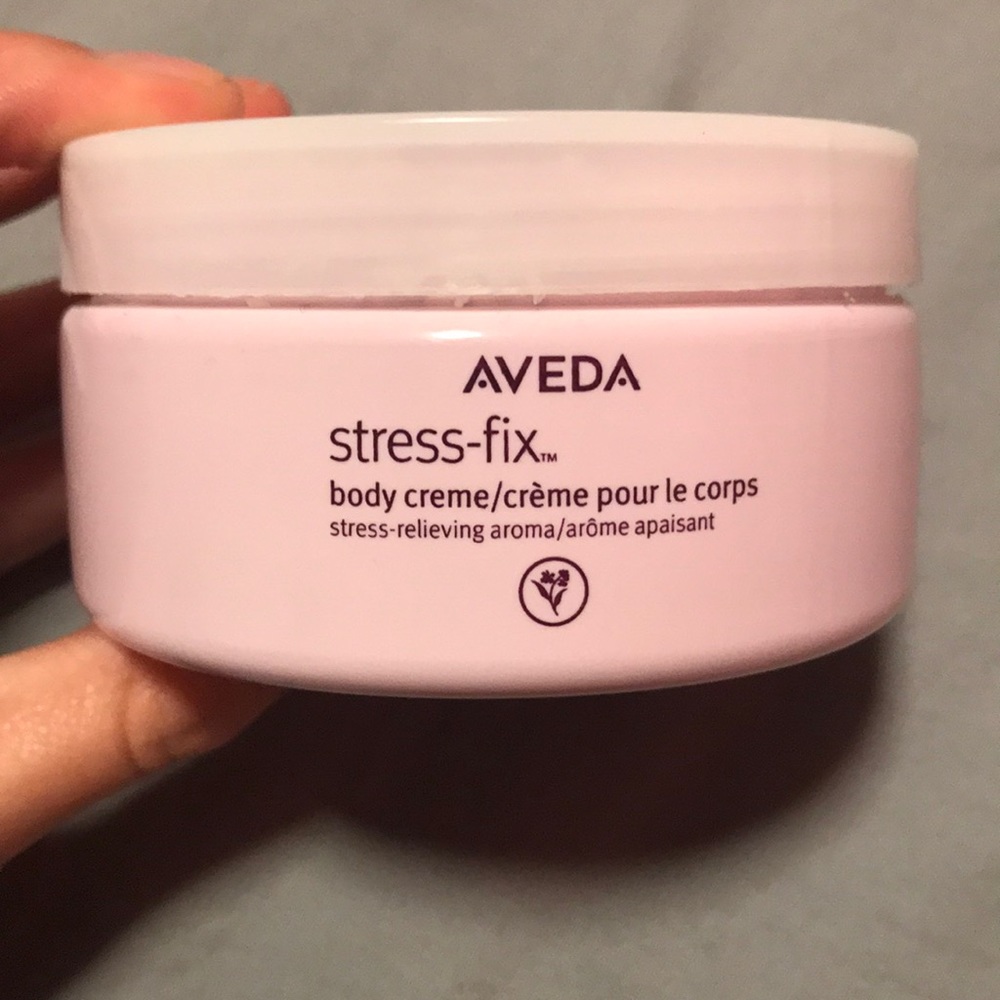 AVEDA
stress-fix™
body creme/crème pour le corps
stress-relieving aroma/arôme apaisant